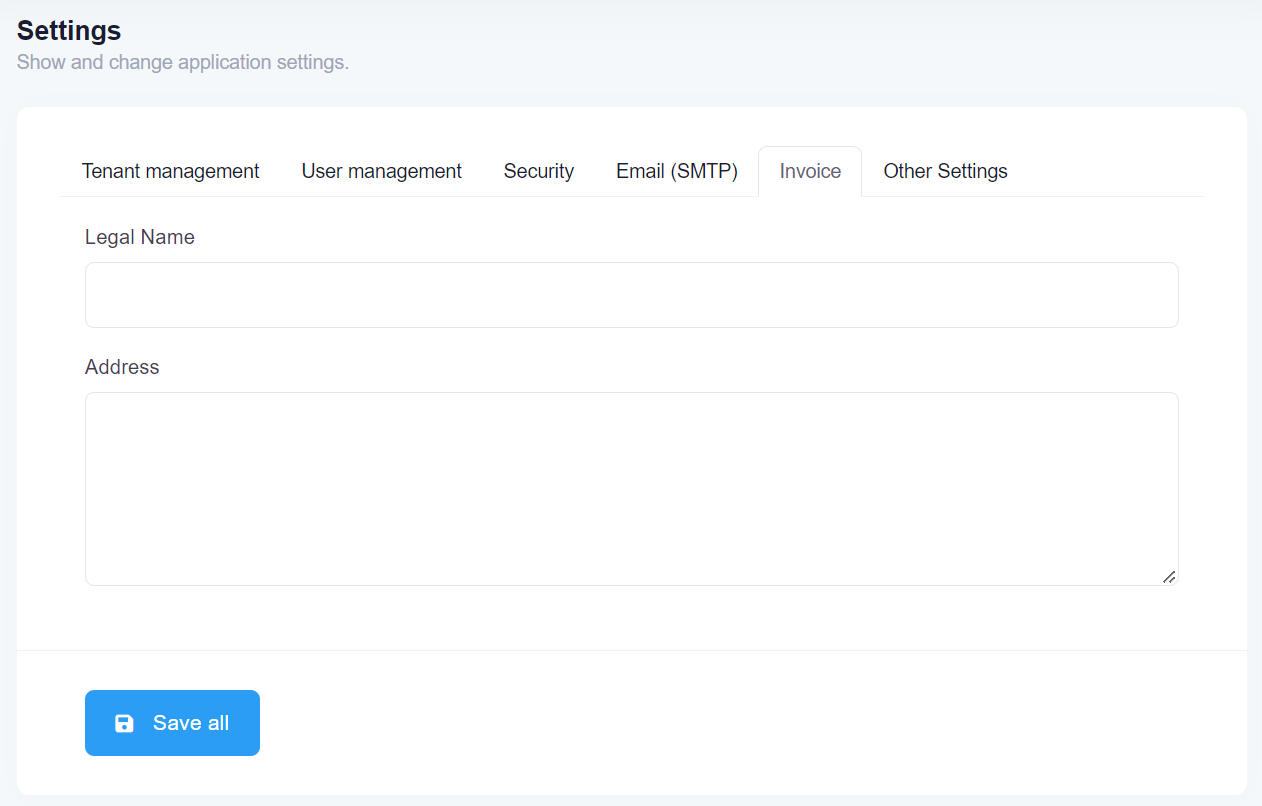 Settings
Show and change application settings.
Tenant management User management Security Email (SMTP) Invoice Other Settings
Legal Name
Address
Save all